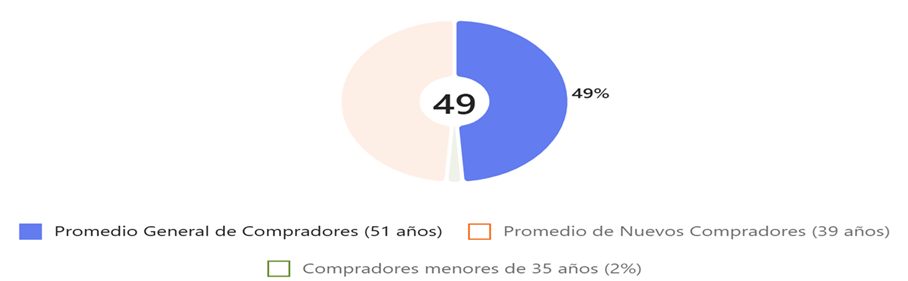 49
49%
Promedio General de Compradores (51 años)
Promedio de Nuevos Compradores (39 años)
Compradores menores de 35 años (2%)